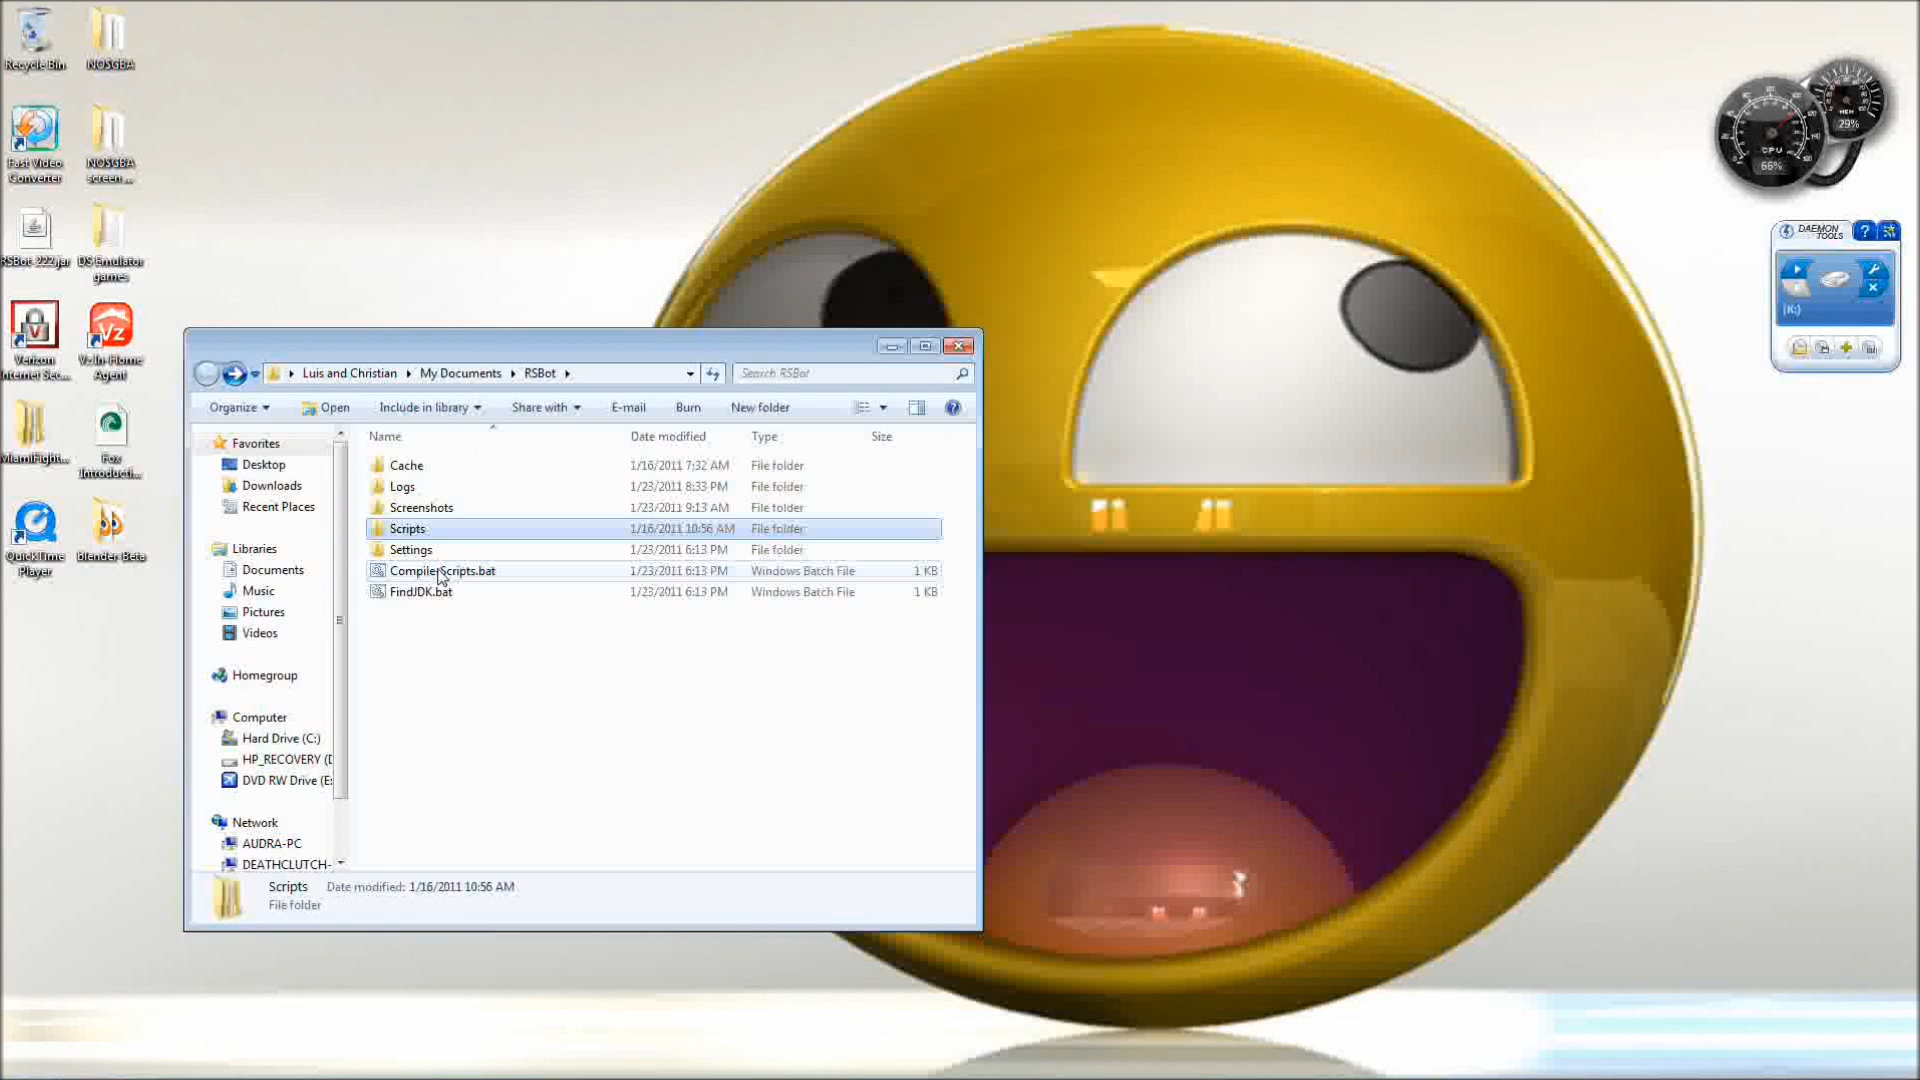 Recycle Bin
NOSGBA
Fast Video
Converter
NOSGBA
screen ...
RSBot-222.jar
DS Emulator
games
Verizon
Internet Sec...
Vz In-Home
Agent
MiamiFight...
Fox
Introducti...
QuickTime
Player
Blender-Beta
Luis and Christian
My Documents
RSBot
Search RSBot
Organize
Open
Include in library
Share with
E-mail
Burn
New folder
Name
Date modified
Type
Size
Favorites
Desktop
Downloads
Recent Places
Libraries
Documents
Music
Pictures
Videos
Homegroup
Computer
Hard Drive (C:)
HP_RECOVERY (D
DVD RW Drive (E:
Network
AUDRA-PC
DEATHCLUTCH-
Cache 1/16/2011 7:32 AM File folder
Logs 1/23/2011 8:33 PM File folder
Screenshots 1/23/2011 9:13 AM File folder
Scripts 1/16/2011 10:56 AM File folder
Settings 1/23/2011 6:13 PM File folder
Compile-Scripts.bat 1/23/2011 6:13 PM Windows Batch File 1 KB
FindJDK.bat 1/23/2011 6:13 PM Windows Batch File 1 KB
Scripts Date modified: 1/16/2011 10:56 AM
File folder
MEM
29%
CPU
66%
DAEMON
TOOLS
(K:)